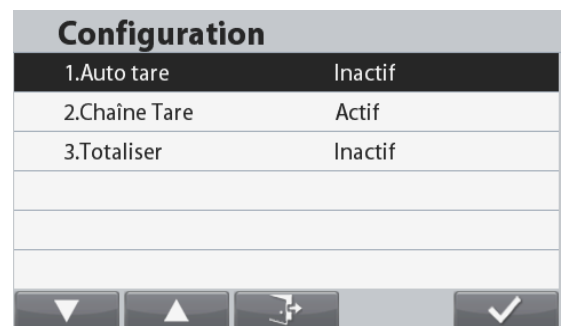 Configuration
1.Auto tare Inactif
2.Chaîne Tare Actif
3.Totaliser Inactif